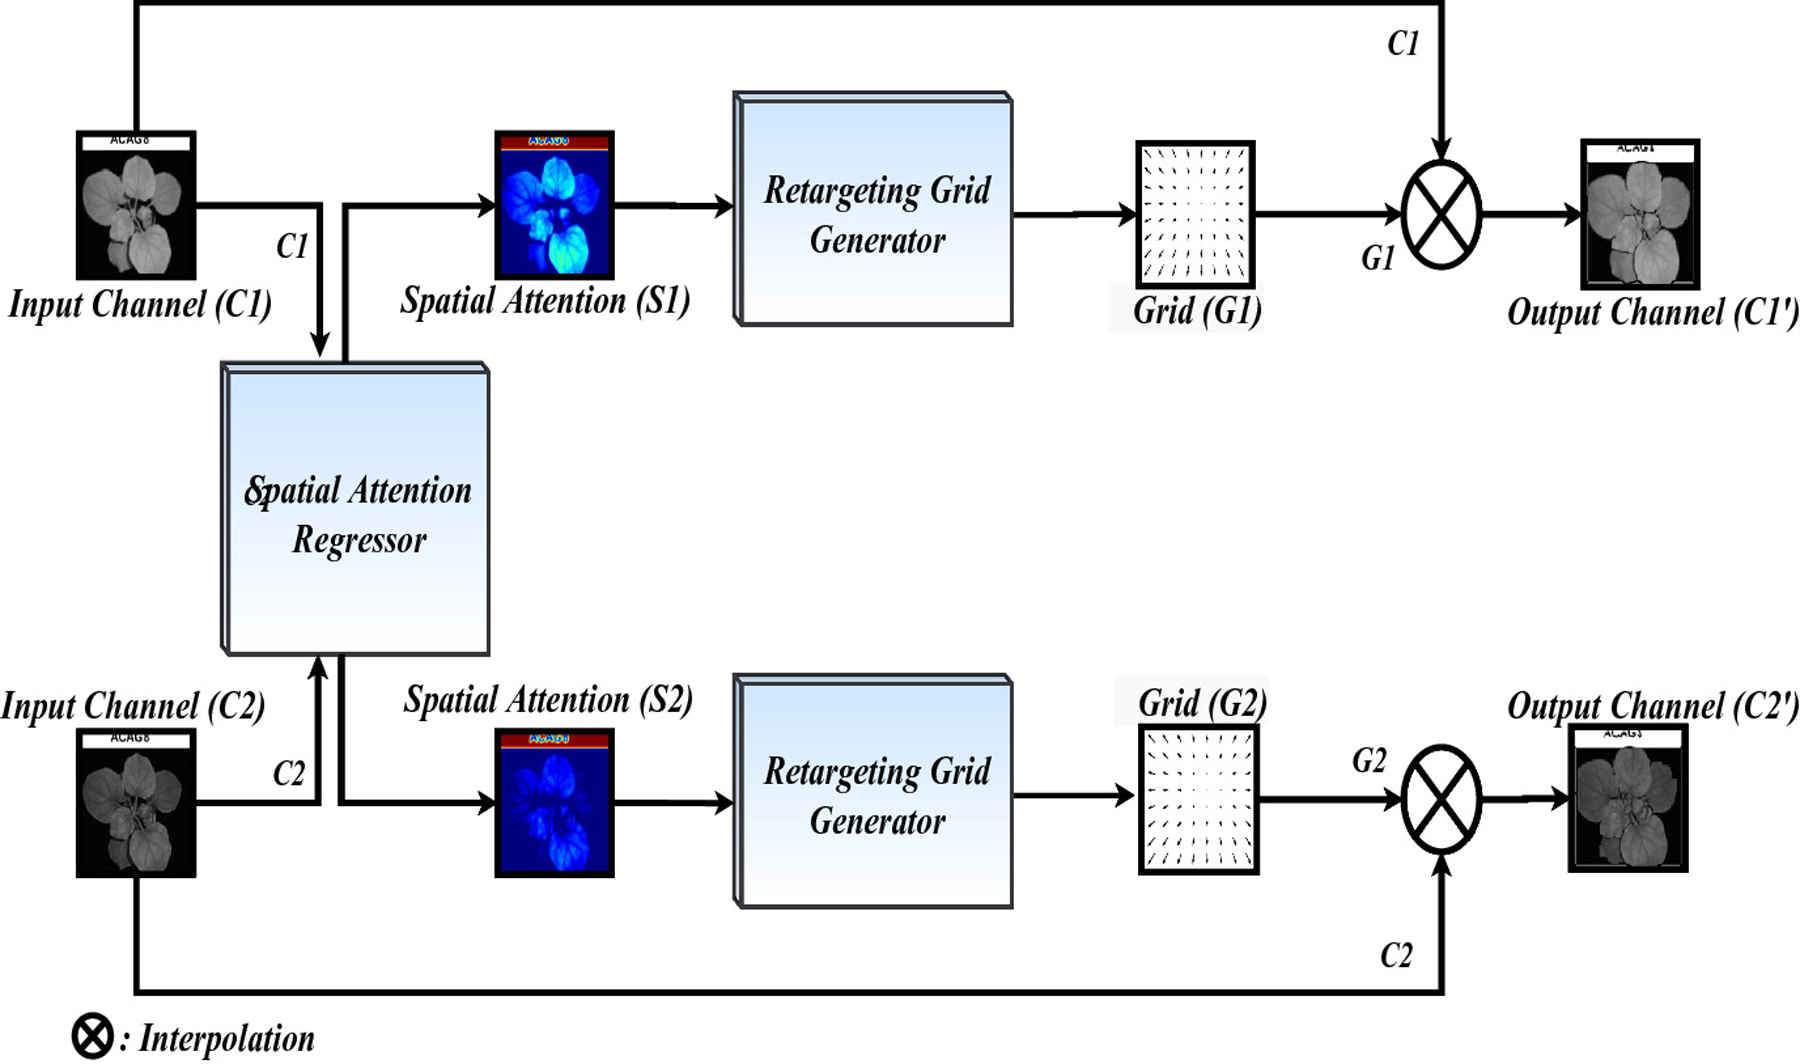 C1
ACAG8
ACAG8
Retargeting Grid
Generator
ACAG8
C1
G1
Input Channel (C1)
Spatial Attention (S1)
Grid (G1)
Output Channel (C1')
Spatial Attention
Regressor
Input Channel (C2)
Spatial Attention (S2)
Grid (G2)
Output Channel (C2')
ACAG8
ACAG8
ACAG8
C2
Retargeting Grid
Generator
G2
C2
: Interpolation